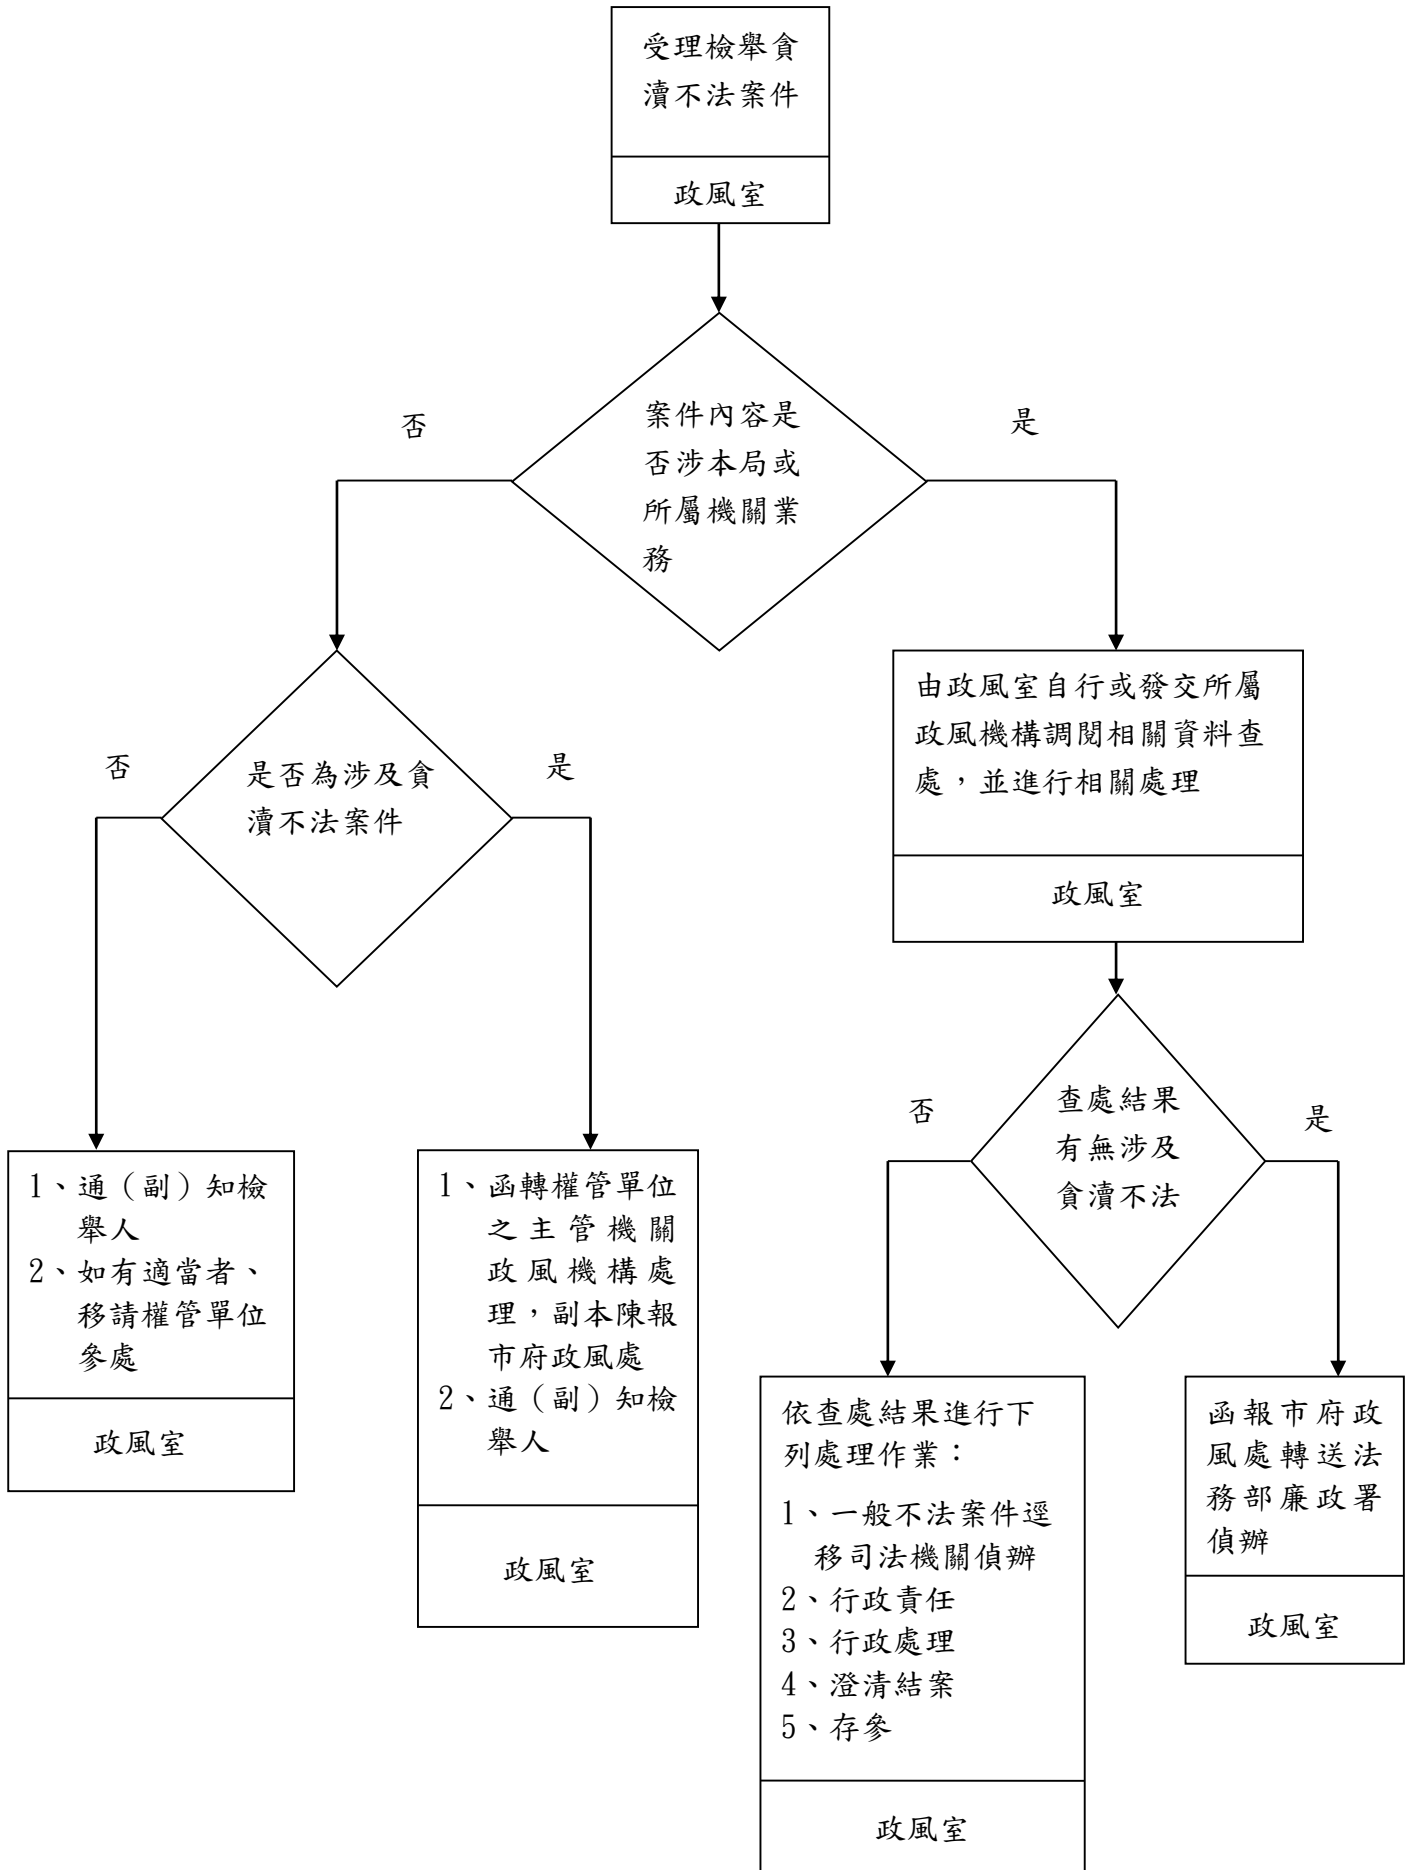 受理檢舉貪
瀆不法案件
政風室
案件內容是
否涉本局或
所屬機關業
務
否
是
是否為涉及貪
瀆不法案件
否
是
由政風室自行或發交所屬
政風機構調閱相關資料查
處，並進行相關處理
政風室
查處結果
有無涉及
貪瀆不法
否
是
1、通（副）知檢
舉人
2、如有適當者、
移請權管單位
參處
政風室
1、函轉權管單位
之主管機關
政風機構處
理，副本陳報
市府政風處
2、通（副）知檢
舉人
政風室
依查處結果進行下
列處理作業：
1、一般不法案件逕
移司法機關偵辦
2、行政責任
3、行政處理
4、澄清結案
5、存參
政風室
函報市府政
風處轉送法
務部廉政署
偵辦
政風室